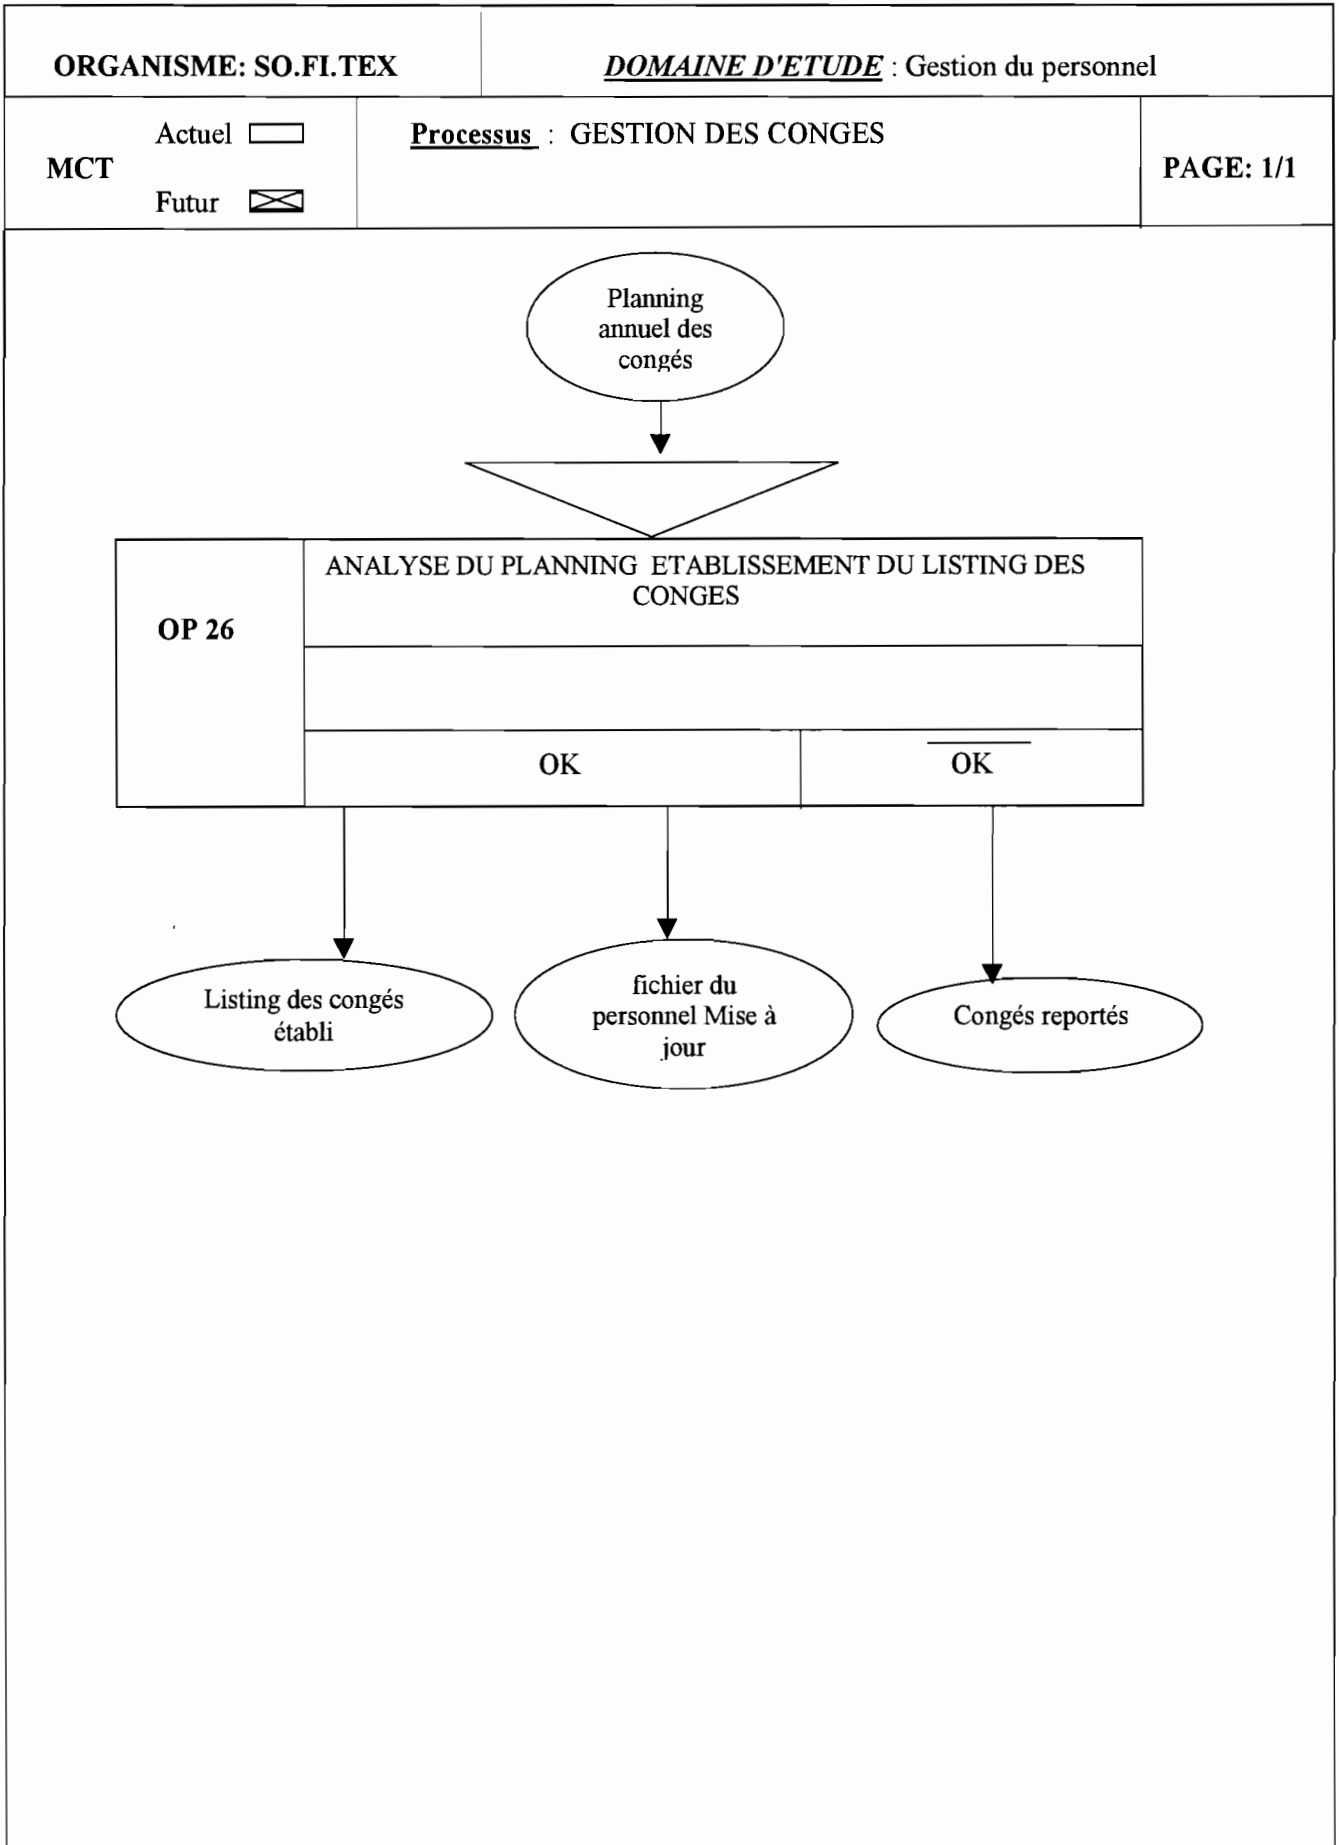 ORGANISME: SO.FI.TEX
DOMAINE D'ETUDE : Gestion du personnel
Actuel
MCT
Futur
Processus : GESTION DES CONGES
PAGE: 1/1
Planning
annuel des
congés
OP 26
ANALYSE DU PLANNING ETABLISSEMENT DU LISTING DES
CONGES
OK
OK
Listing des congés
établi
fichier du
personnel Mise à
jour
Congés reportés